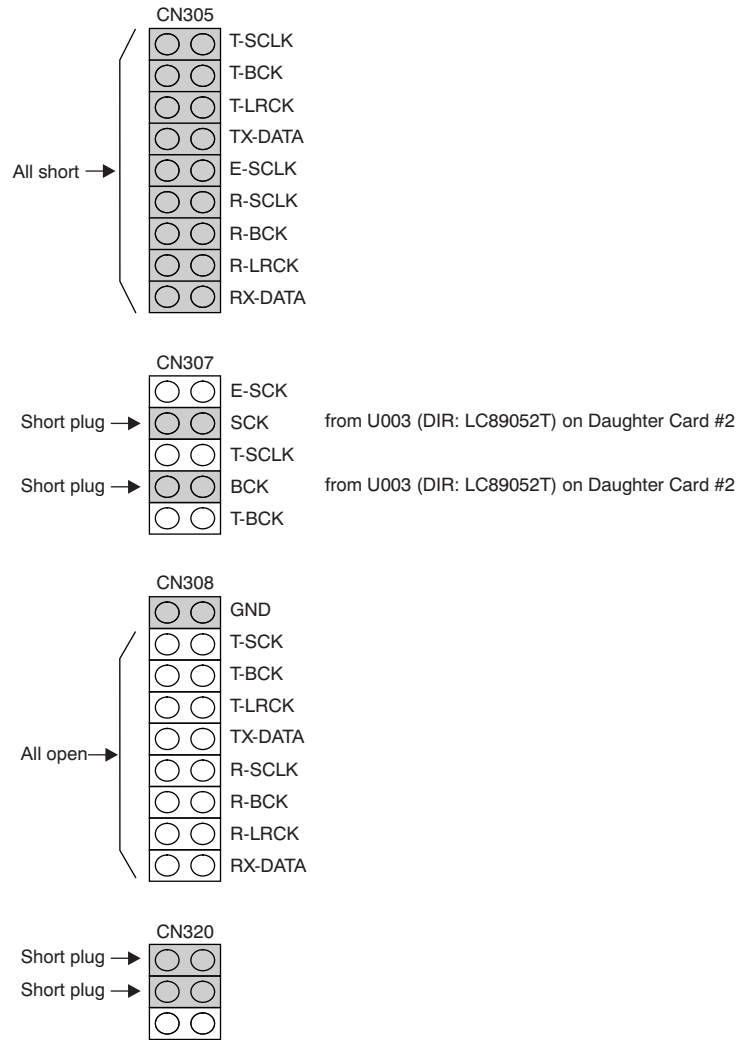 CN305
T-SCLK
T-BCK
T-LRCK
TX-DATA
All short
E-SCLK
R-SCLK
R-BCK
R-LRCK
RX-DATA
CN307
E-SCK
Short plug SCK from U003 (DIR: LC89052T) on Daughter Card #2
T-SCLK
Short plug BCK from U003 (DIR: LC89052T) on Daughter Card #2
T-BCK
CN308
GND
T-SCK
T-BCK
T-LRCK
TX-DATA
All open
R-SCLK
R-BCK
R-LRCK
RX-DATA
CN320
Short plug
Short plug